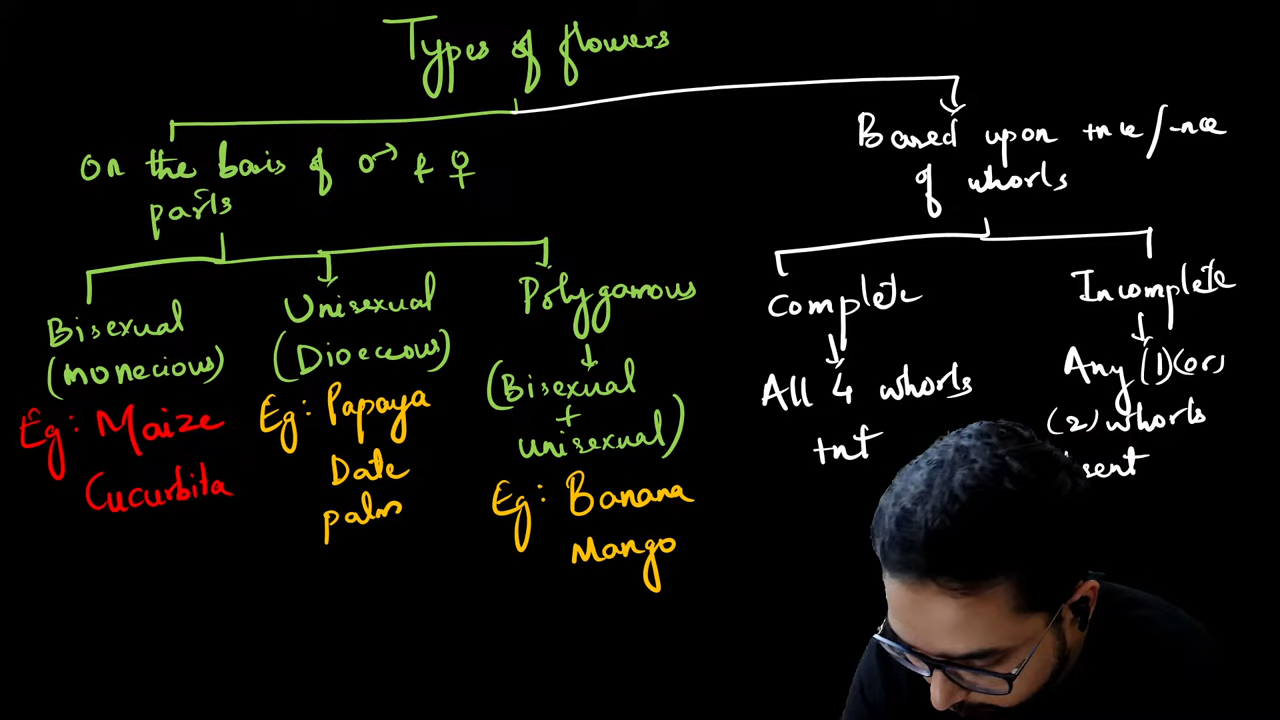 Types of flowers
On the basis of ♂ & ♀
parts
Bisexual
(monecious)
Eg: Maize
Cucurbita
Unisexual
(Dioeceous)
Eg: Papaya
Date
palm
Polygamous
(Bisexual
+
unisexual)
Eg: Banana
Mango
Based upon +nce/-nce
of whorls
Complete
All 4 whorls
+nt
Incomplete
Any (1)(or)
(2) whorls